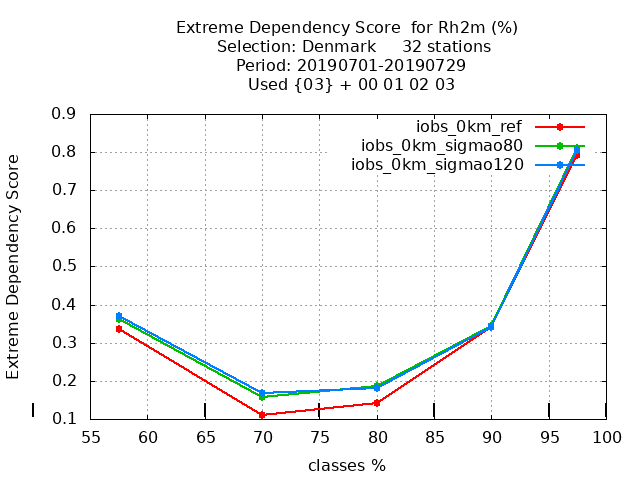 Extreme Dependency Score  for Rh2m (%)
Selection: Denmark     32 stations
Period: 20190701-20190729
Used {03} + 00 01 02 03
iobs_0km_ref
iobs_0km_sigmao80
iobs_0km_sigmao120
Extreme Dependency Score
0.9
0.8
0.7
0.6
0.5
0.4
0.3
0.2
0.1
55 60 65 70 75 80 85 90 95 100
classes %